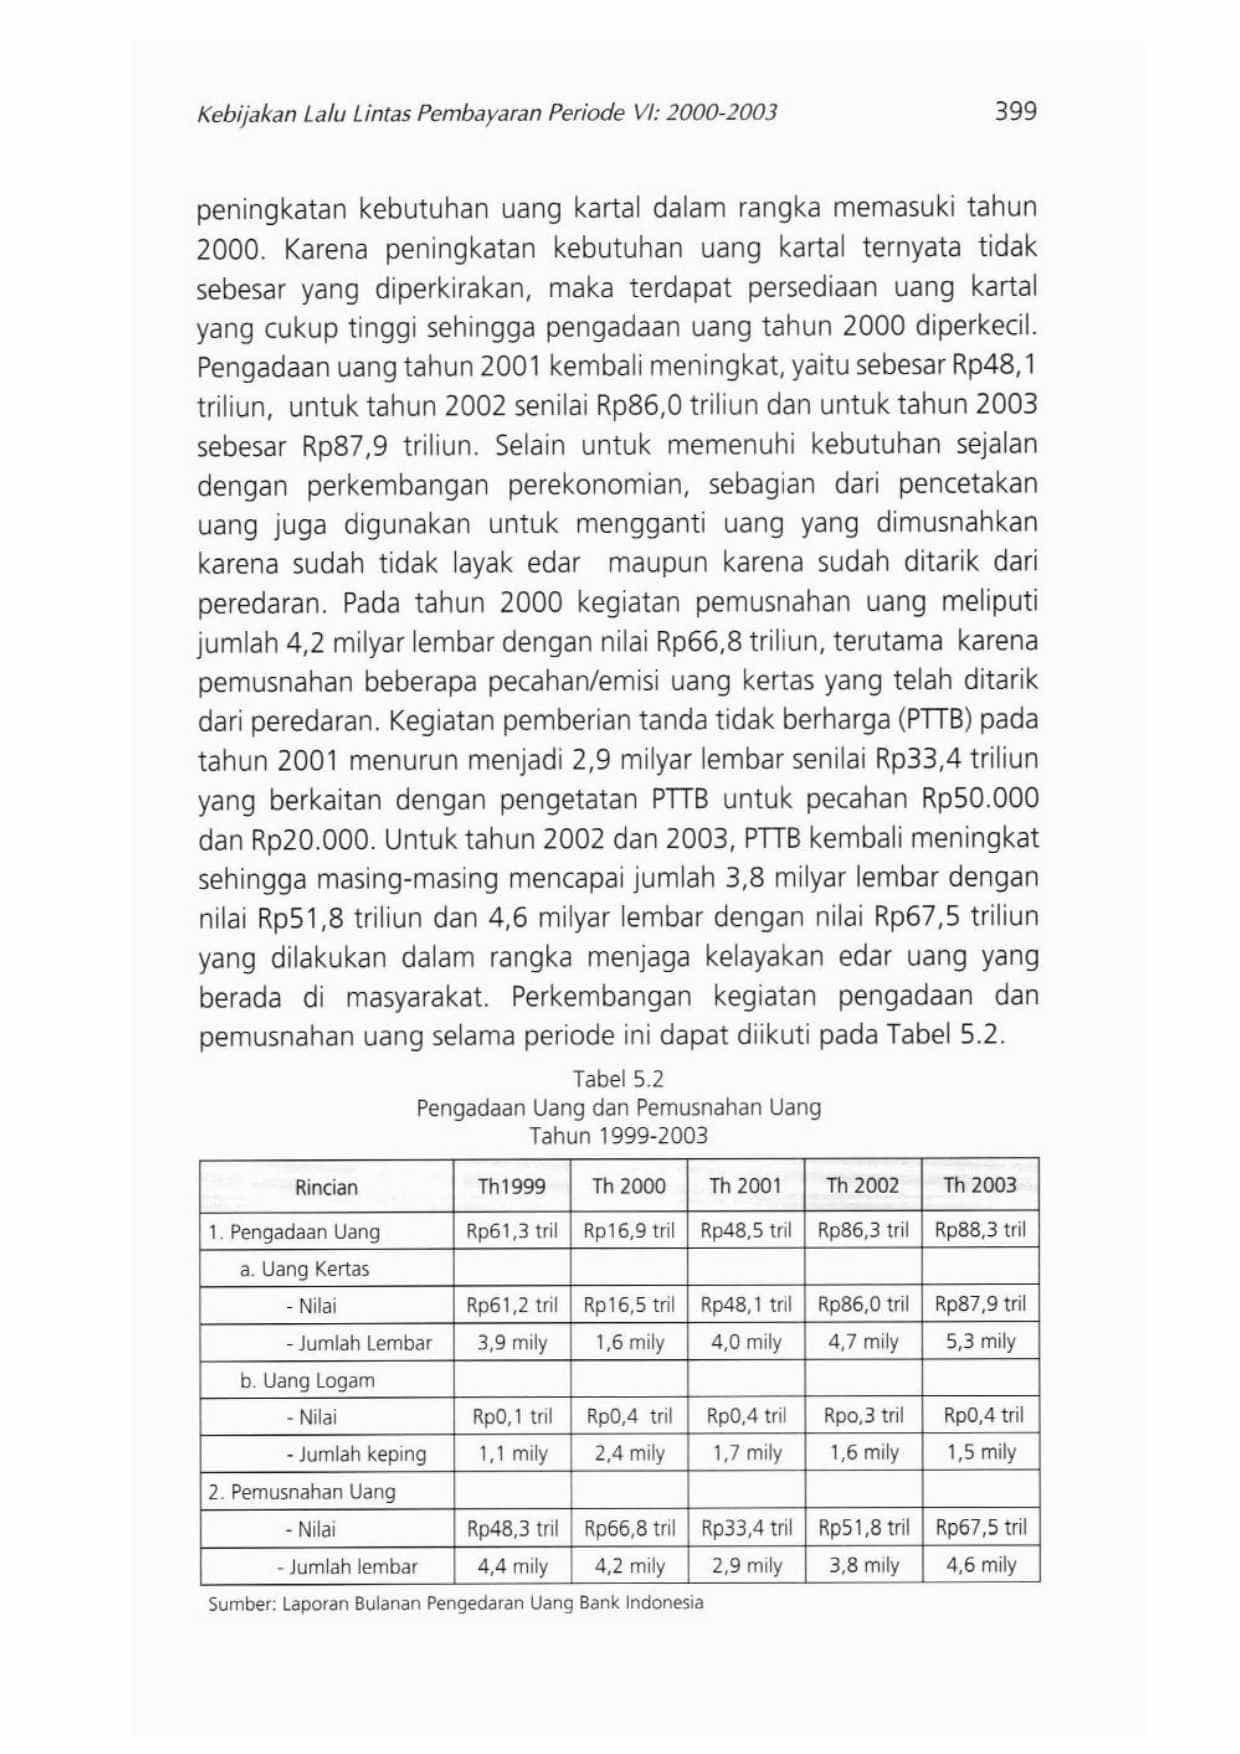 Kebijakan Lalu Lintas Pembayaran Periode VI: 2000-2003 399
peningkatan kebutuhan uang kartal dalam rangka memasuki tahun
2000. Karena peningkatan kebutuhan uang kartal ternyata tidak
sebesar yang diperkirakan, maka terdapat persediaan uang kartal
yang cukup tinggi sehingga pengadaan uang tahun 2000 diperkecil.
Pengadaan uang tahun 2001 kembali meningkat, yaitu sebesar Rp48,1
triliun, untuk tahun 2002 senilai Rp86,0 triliun dan untuk tahun 2003
sebesar Rp87,9 triliun. Selain untuk memenuhi kebutuhan sejalan
dengan perkembangan perekonomian, sebagian dari pencetakan
uang juga digunakan untuk mengganti uang yang dimusnahkan
karena sudah tidak layak edar maupun karena sudah ditarik dari
peredaran. Pada tahun 2000 kegiatan pemusnahan uang meliputi
jumlah 4,2 milyar lembar dengan nilai Rp66,8 triliun, terutama karena
pemusnahan beberapa pecahan/emisi uang kertas yang telah ditarik
dari peredaran. Kegiatan pemberian tanda tidak berharga (PTTB) pada
tahun 2001 menurun menjadi 2,9 milyar lembar senilai Rp33,4 triliun
yang berkaitan dengan pengetatan PTTB untuk pecahan Rp50.000
dan Rp20.000. Untuk tahun 2002 dan 2003, PTTB kembali meningkat
sehingga masing-masing mencapai jumlah 3,8 milyar lembar dengan
nilai Rp51,8 triliun dan 4,6 milyar lembar dengan nilai Rp67,5 triliun
yang dilakukan dalam rangka menjaga kelayakan edar uang yang
berada di masyarakat. Perkembangan kegiatan pengadaan dan
pemusnahan uang selama periode ini dapat diikuti pada Tabel 5.2.
Tabel 5.2
Pengadaan Uang dan Pemusnahan Uang
Tahun 1999-2003
Rincian Th1999 Th 2000 Th 2001 Th 2002 Th 2003
1. Pengadaan Uang Rp61,3 tril Rp16,9 tril Rp48,5 tril Rp86,3 tril Rp88,3 tril
a. Uang Kertas
- Nilai Rp61,2 tril Rp16,5 tril Rp48,1 tril Rp86,0 tril Rp87,9 tril
- Jumlah Lembar 3,9 mily 1,6 mily 4,0 mily 4,7 mily 5,3 mily
b. Uang Logam
- Nilai Rp0,1 tril Rp0,4 tril Rp0,4 tril Rpo,3 tril Rp0,4 tril
- Jumlah keping 1,1 mily 2,4 mily 1,7 mily 1,6 mily 1,5 mily
2. Pemusnahan Uang
- Nilai Rp48,3 tril Rp66,8 tril Rp33,4 tril Rp51,8 tril Rp67,5 tril
- Jumlah lembar 4,4 mily 4,2 mily 2,9 mily 3,8 mily 4,6 mily
Sumber: Laporan Bulanan Pengedaran Uang Bank Indonesia